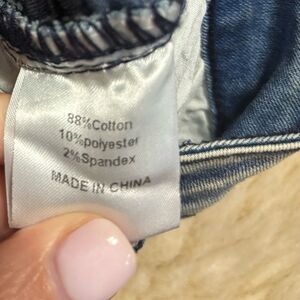 88%Cotton
10%polyester
2%Spandex
MADE IN CHINA